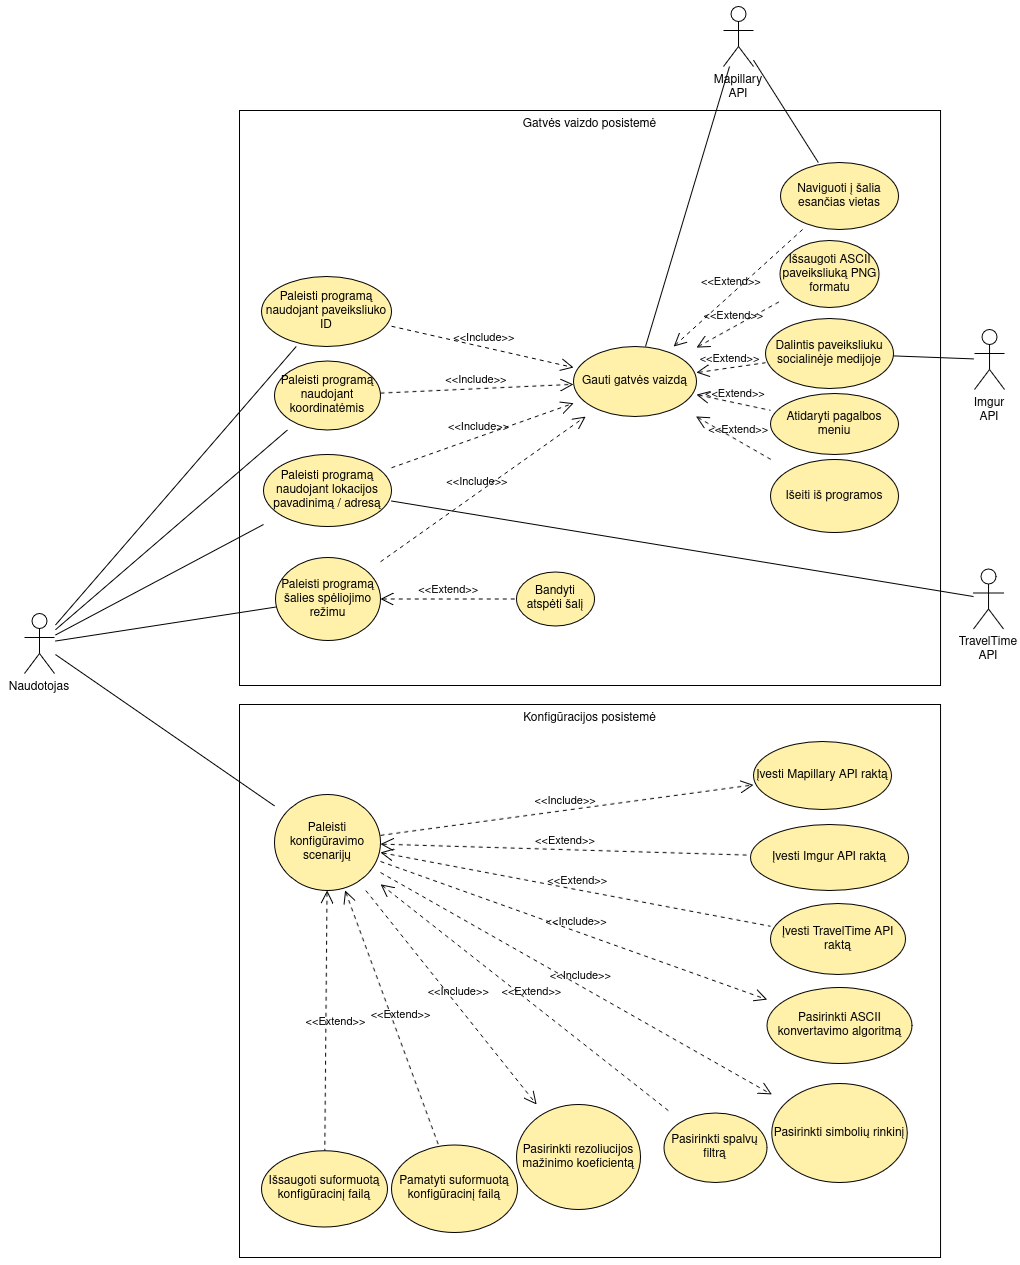 Mapillary
API
Gatvės vaizdo posistemė
Naviguoti į šalia
esančias vietas
Išsaugoti ASCII
paveiksliuką PNG
formatu
<<Extend>>
Paleisti programą
naudojant paveiksliuko
ID
<<Extend>>
<<Include>>
Dalintis paveiksliuku
socialinėje medijoje
<<Extend>>
Imgur
API
Paleisti programą
naudojant
koordinatėmis
<<Include>>
Gauti gatvės vaizdą
<<Extend>>
Atidaryti pagalbos
meniu
<<Include>>
<<Extend>>
Paleisti programą
naudojant lokacijos
pavadinimą / adresą
<<Include>>
Išeiti iš programos
Paleisti programą
šalies spėliojimo
režimu
<<Extend>>
Bandyti
atspėti šalį
TravelTime
API
Naudotojas
Konfigūracijos posistemė
Įvesti Mapillary API raktą
<<Include>>
Paleisti
konfigūravimo
scenarijų
<<Extend>>
Įvesti Imgur API raktą
<<Extend>>
<<Include>>
Įvesti TravelTime API
raktą
<<Include>>
<<Include>>
<<Extend>>
<<Extend>>
<<Extend>>
Pasirinkti ASCII
konvertavimo algoritmą
Pasirinkti simbolių rinkinį
Pasirinkti spalvų
filtrą
Pasirinkti rezoliucijos
mažinimo koeficientą
Išsaugoti suformuotą
konfigūracinį failą
Pamatyti suformuotą
konfigūracinį failą